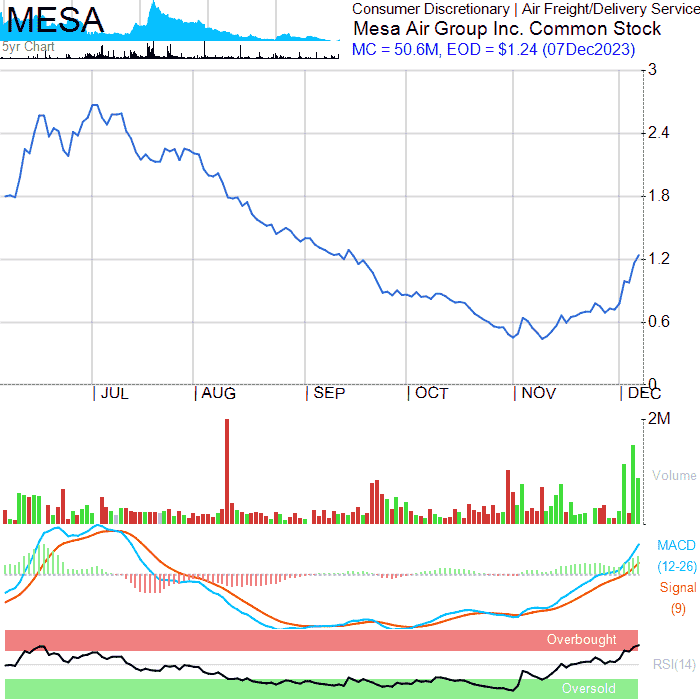 MESA
5yr Chart
Consumer Discretionary | Air Freight/Delivery Service
Mesa Air Group Inc. Common Stock
MC = 50.6M, EOD = $1.24 (07Dec2023)
3
2.4
1.8
1.2
0.6
0
JUL AUG SEP OCT NOV DEC
2M
Volume
MACD
(12-26)
Signal
(9)
Overbought
RSI(14)
Oversold